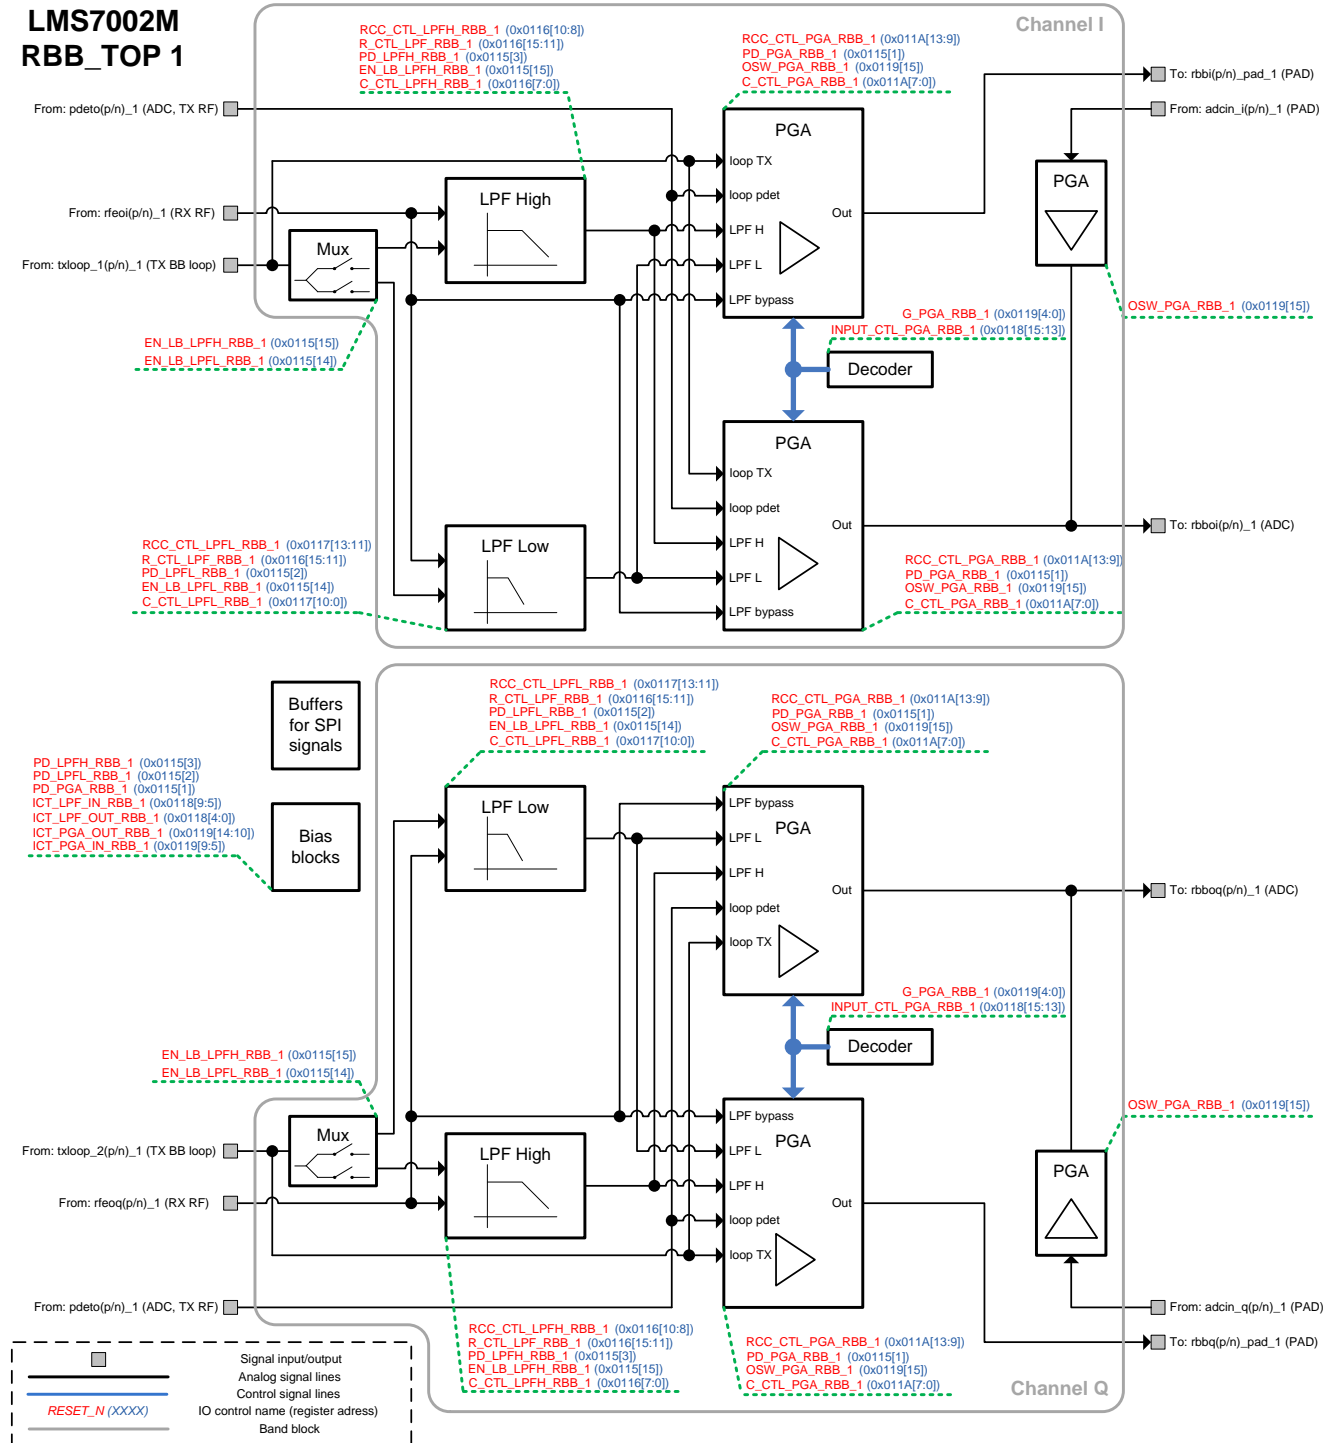 LMS7002M
RBB_TOP 1
Channel I
RCC_CTL_LPFH_RBB_1 (0x0116[10:8])
R_CTL_LPF_RBB_1 (0x0116[15:11])
PD_LPFH_RBB_1 (0x0115[3])
EN_LB_LPFH_RBB_1 (0x0115[15])
C_CTL_LPFH_RBB_1 (0x0116[7:0])
RCC_CTL_PGA_RBB_1 (0x011A[13:9])
PD_PGA_RBB_1 (0x0115[1])
OSW_PGA_RBB_1 (0x0119[15])
C_CTL_PGA_RBB_1 (0x011A[7:0])
To: rbbi(p/n)_pad_1 (PAD)
From: pdeto(p/n)_1 (ADC, TX RF)
From: adcin_i(p/n)_1 (PAD)
PGA
loop TX
loop pdet
LPF H
LPF L
LPF bypass
Out
PGA
LPF High
From: rfeoi(p/n)_1 (RX RF)
Mux
From: txloop_1(p/n)_1 (TX BB loop)
OSW_PGA_RBB_1 (0x0119[15])
G_PGA_RBB_1 (0x0119[4:0])
INPUT_CTL_PGA_RBB_1 (0x0118[15:13])
Decoder
EN_LB_LPFH_RBB_1 (0x0115[15])
EN_LB_LPFL_RBB_1 (0x0115[14])
PGA
loop TX
loop pdet
LPF H
LPF L
LPF bypass
Out
To: rbboi(p/n)_1 (ADC)
LPF Low
RCC_CTL_LPFL_RBB_1 (0x0117[13:11])
R_CTL_LPF_RBB_1 (0x0116[15:11])
PD_LPFL_RBB_1 (0x0115[2])
EN_LB_LPFL_RBB_1 (0x0115[14])
C_CTL_LPFL_RBB_1 (0x0117[10:0])
RCC_CTL_PGA_RBB_1 (0x011A[13:9])
PD_PGA_RBB_1 (0x0115[1])
OSW_PGA_RBB_1 (0x0119[15])
C_CTL_PGA_RBB_1 (0x011A[7:0])
Buffers
for SPI
signals
RCC_CTL_LPFL_RBB_1 (0x0117[13:11])
R_CTL_LPF_RBB_1 (0x0116[15:11])
PD_LPFL_RBB_1 (0x0115[2])
EN_LB_LPFL_RBB_1 (0x0115[14])
C_CTL_LPFL_RBB_1 (0x0117[10:0])
RCC_CTL_PGA_RBB_1 (0x011A[13:9])
PD_PGA_RBB_1 (0x0115[1])
OSW_PGA_RBB_1 (0x0119[15])
C_CTL_PGA_RBB_1 (0x011A[7:0])
PD_LPFH_RBB_1 (0x0115[3])
PD_LPFL_RBB_1 (0x0115[2])
PD_PGA_RBB_1 (0x0115[1])
ICT_LPF_IN_RBB_1 (0x0118[9:5])
ICT_LPF_OUT_RBB_1 (0x0118[4:0])
ICT_PGA_OUT_RBB_1 (0x0119[14:10])
ICT_PGA_IN_RBB_1 (0x0119[9:5])
Bias
blocks
LPF Low
LPF bypass
PGA
LPF L
LPF H
loop pdet
loop TX
Out
To: rbboq(p/n)_1 (ADC)
G_PGA_RBB_1 (0x0119[4:0])
INPUT_CTL_PGA_RBB_1 (0x0118[15:13])
Decoder
EN_LB_LPFH_RBB_1 (0x0115[15])
EN_LB_LPFL_RBB_1 (0x0115[14])
OSW_PGA_RBB_1 (0x0119[15])
Mux
From: txloop_2(p/n)_1 (TX BB loop)
LPF High
From: rfeoq(p/n)_1 (RX RF)
LPF bypass
PGA
LPF L
LPF H
loop pdet
loop TX
Out
PGA
From: pdeto(p/n)_1 (ADC, TX RF)
From: adcin_q(p/n)_1 (PAD)
To: rbbq(p/n)_pad_1 (PAD)
RCC_CTL_LPFH_RBB_1 (0x0116[10:8])
R_CTL_LPF_RBB_1 (0x0116[15:11])
PD_LPFH_RBB_1 (0x0115[3])
EN_LB_LPFH_RBB_1 (0x0115[15])
C_CTL_LPFH_RBB_1 (0x0116[7:0])
RCC_CTL_PGA_RBB_1 (0x011A[13:9])
PD_PGA_RBB_1 (0x0115[1])
OSW_PGA_RBB_1 (0x0119[15])
C_CTL_PGA_RBB_1 (0x011A[7:0])
Channel Q
Signal input/output
Analog signal lines
Control signal lines
RESET_N (XXXX) IO control name (register adress)
Band block